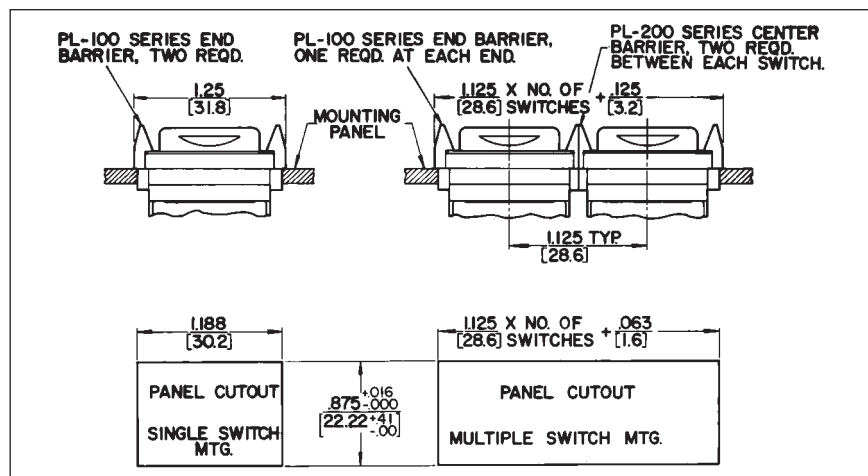 PL-100 SERIES END
BARRIER, TWO REQD.
1.25
[31.8]
MOUNTING
PANEL
PL-100 SERIES END BARRIER,
ONE REQD. AT EACH END.
PL-200 SERIES CENTER
BARRIER, TWO REQD.
BETWEEN EACH SWITCH.
1.125 X NO. OF + .125
[28.6] SWITCHES [3.2]
1.125 TYP.
[28.6]
1.188
[30.2]
PANEL CUTOUT
SINGLE SWITCH
MTG.
.875 +.016 -.000
[22.22 +.41 -.00]
1.125 X NO. OF + .063
[28.6] SWITCHES [1.6]
PANEL CUTOUT
MULTIPLE SWITCH MTG.